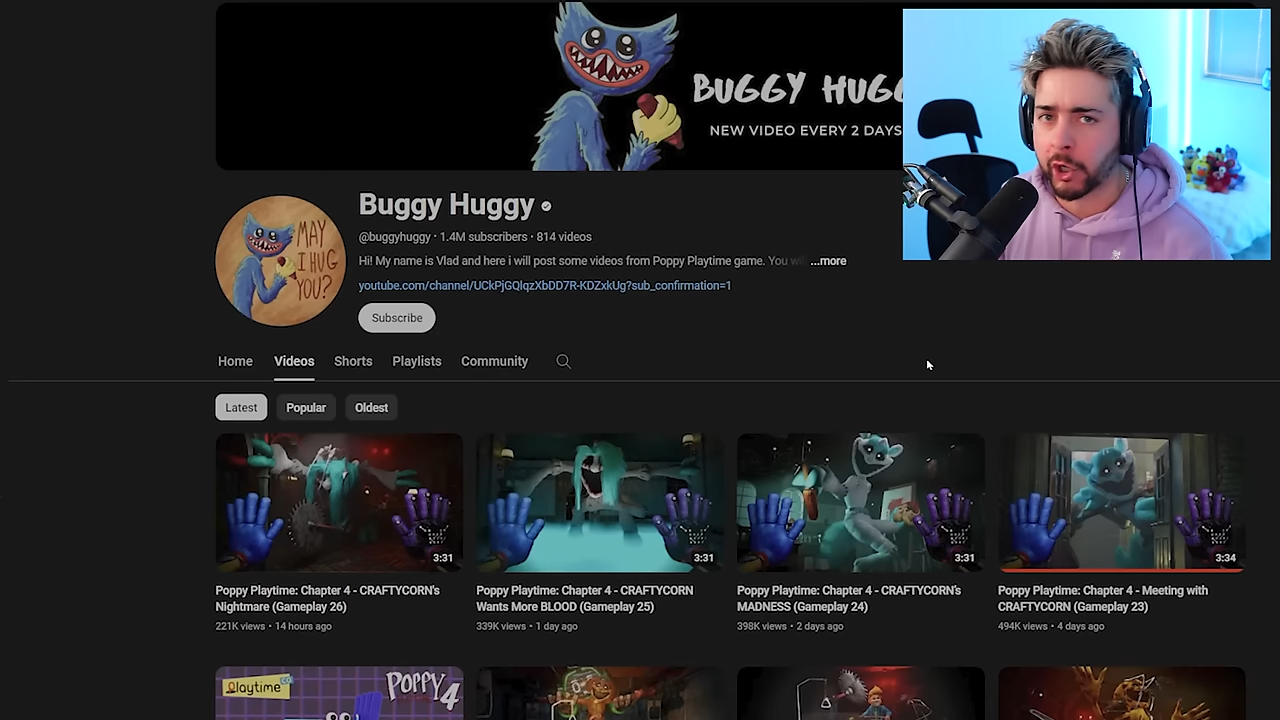 BUGGY HUGG
NEW VIDEO EVERY 2 DAYS
MAY
I HUG
YOU?
Buggy Huggy
@buggyhuggy · 1.4M subscribers · 814 videos
Hi! My name is Vlad and here i will post some videos from Poppy Playtime game. You wi ...more
youtube.com/channel/UCkPjGQlqzXbDD7R-KDZxkUg?sub_confirmation=1
Subscribe
Home Videos Shorts Playlists Community
Latest Popular Oldest
3:31 3:31 3:31 3:34
Poppy Playtime: Chapter 4 - CRAFTYCORN's
Nightmare (Gameplay 26)
221K views · 14 hours ago
Poppy Playtime: Chapter 4 - CRAFTYCORN
Wants More BLOOD (Gameplay 25)
339K views · 1 day ago
Poppy Playtime: Chapter 4 - CRAFTYCORN's
MADNESS (Gameplay 24)
398K views · 2 days ago
Poppy Playtime: Chapter 4 - Meeting with
CRAFTYCORN (Gameplay 23)
494K views · 4 days ago
Playtime CO
POPPY
4